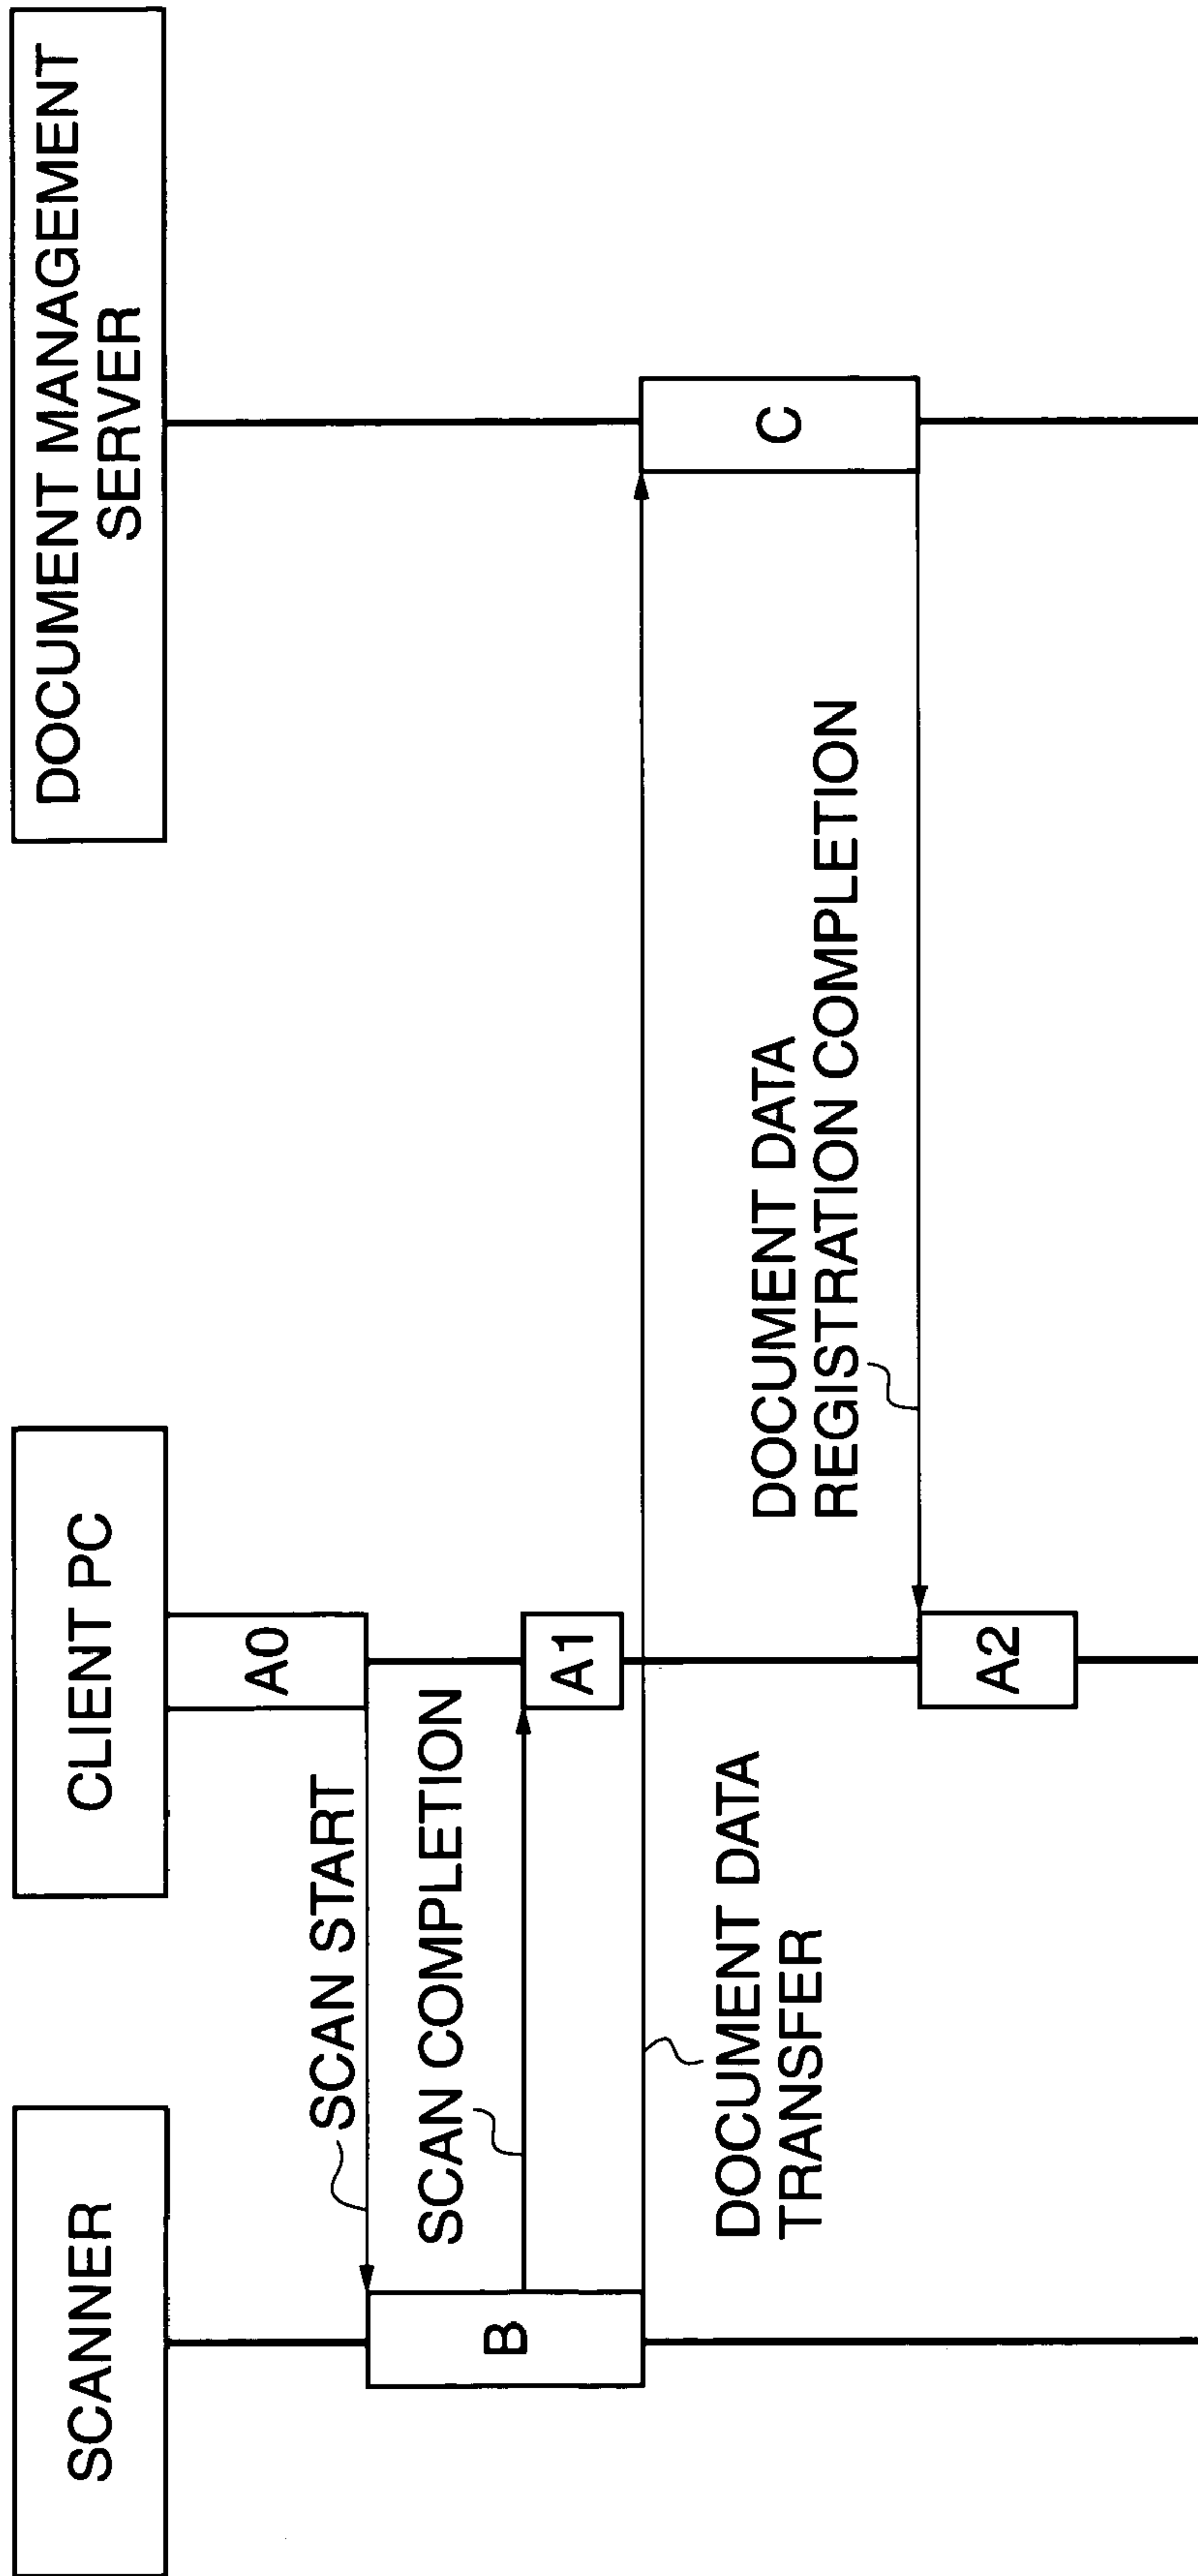 SCANNER
CLIENT PC
DOCUMENT MANAGEMENT
SERVER
A0
SCAN START
SCAN COMPLETION
B
A1
C
DOCUMENT DATA
TRANSFER
DOCUMENT DATA
REGISTRATION COMPLETION
A2